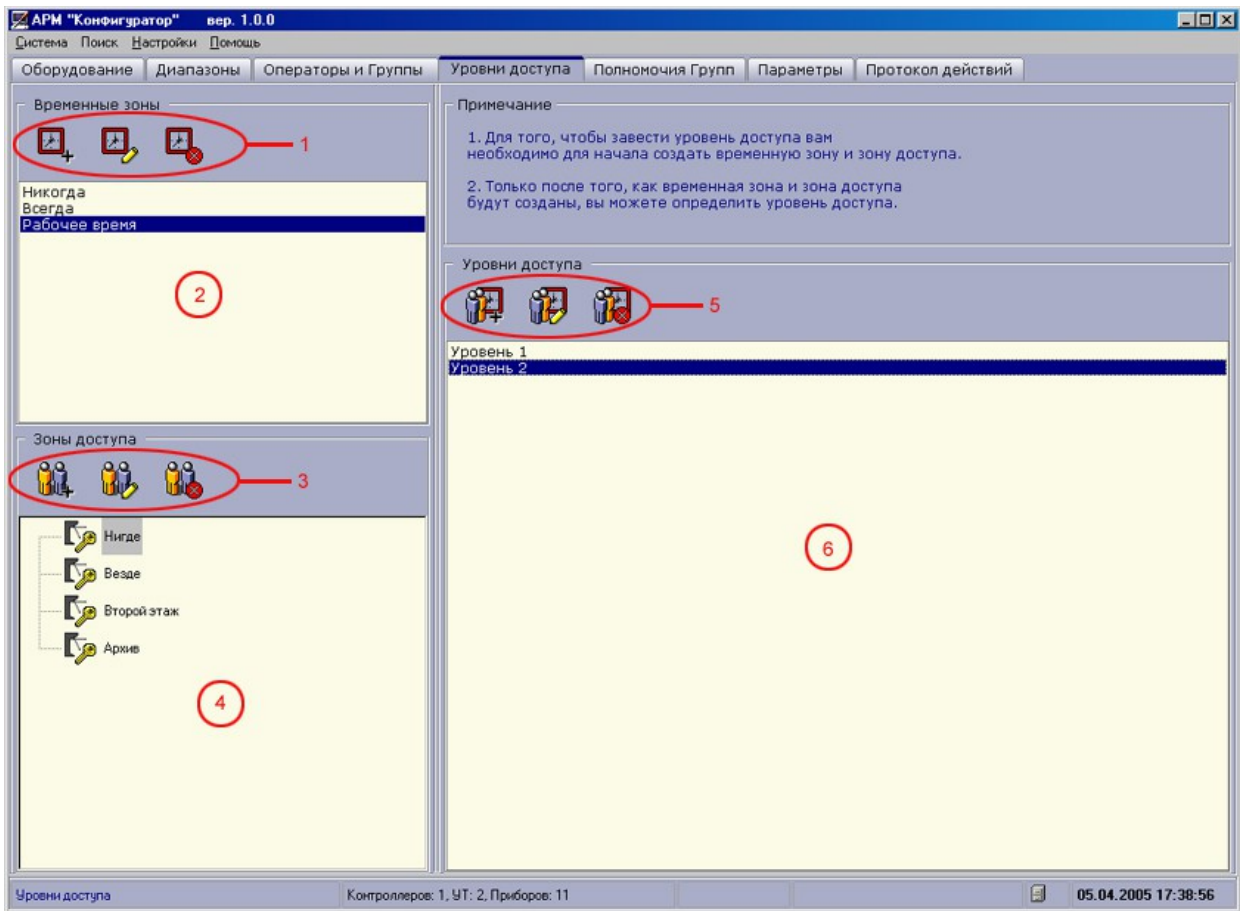 АРМ "Конфигуратор" вер. 1.0.0
Система Поиск Настройки Помощь
Оборудование Диапазоны Операторы и Группы Уровни доступа Полномочия Групп Параметры Протокол действий
Временные зоны
1
Никогда
Всегда
Рабочее время
2
Зоны доступа
3
Нигде
Везде
Второй этаж
Архив
4
Примечание
1. Для того, чтобы завести уровень доступа вам
необходимо для начала создать временную зону и зону доступа.
2. Только после того, как временная зона и зона доступа
будут созданы, вы можете определить уровень доступа.
Уровни доступа
5
Уровень 1
Уровень 2
6
Уровни доступа Контроллеров: 1, УТ: 2, Приборов: 11 05.04.2005 17:38:56